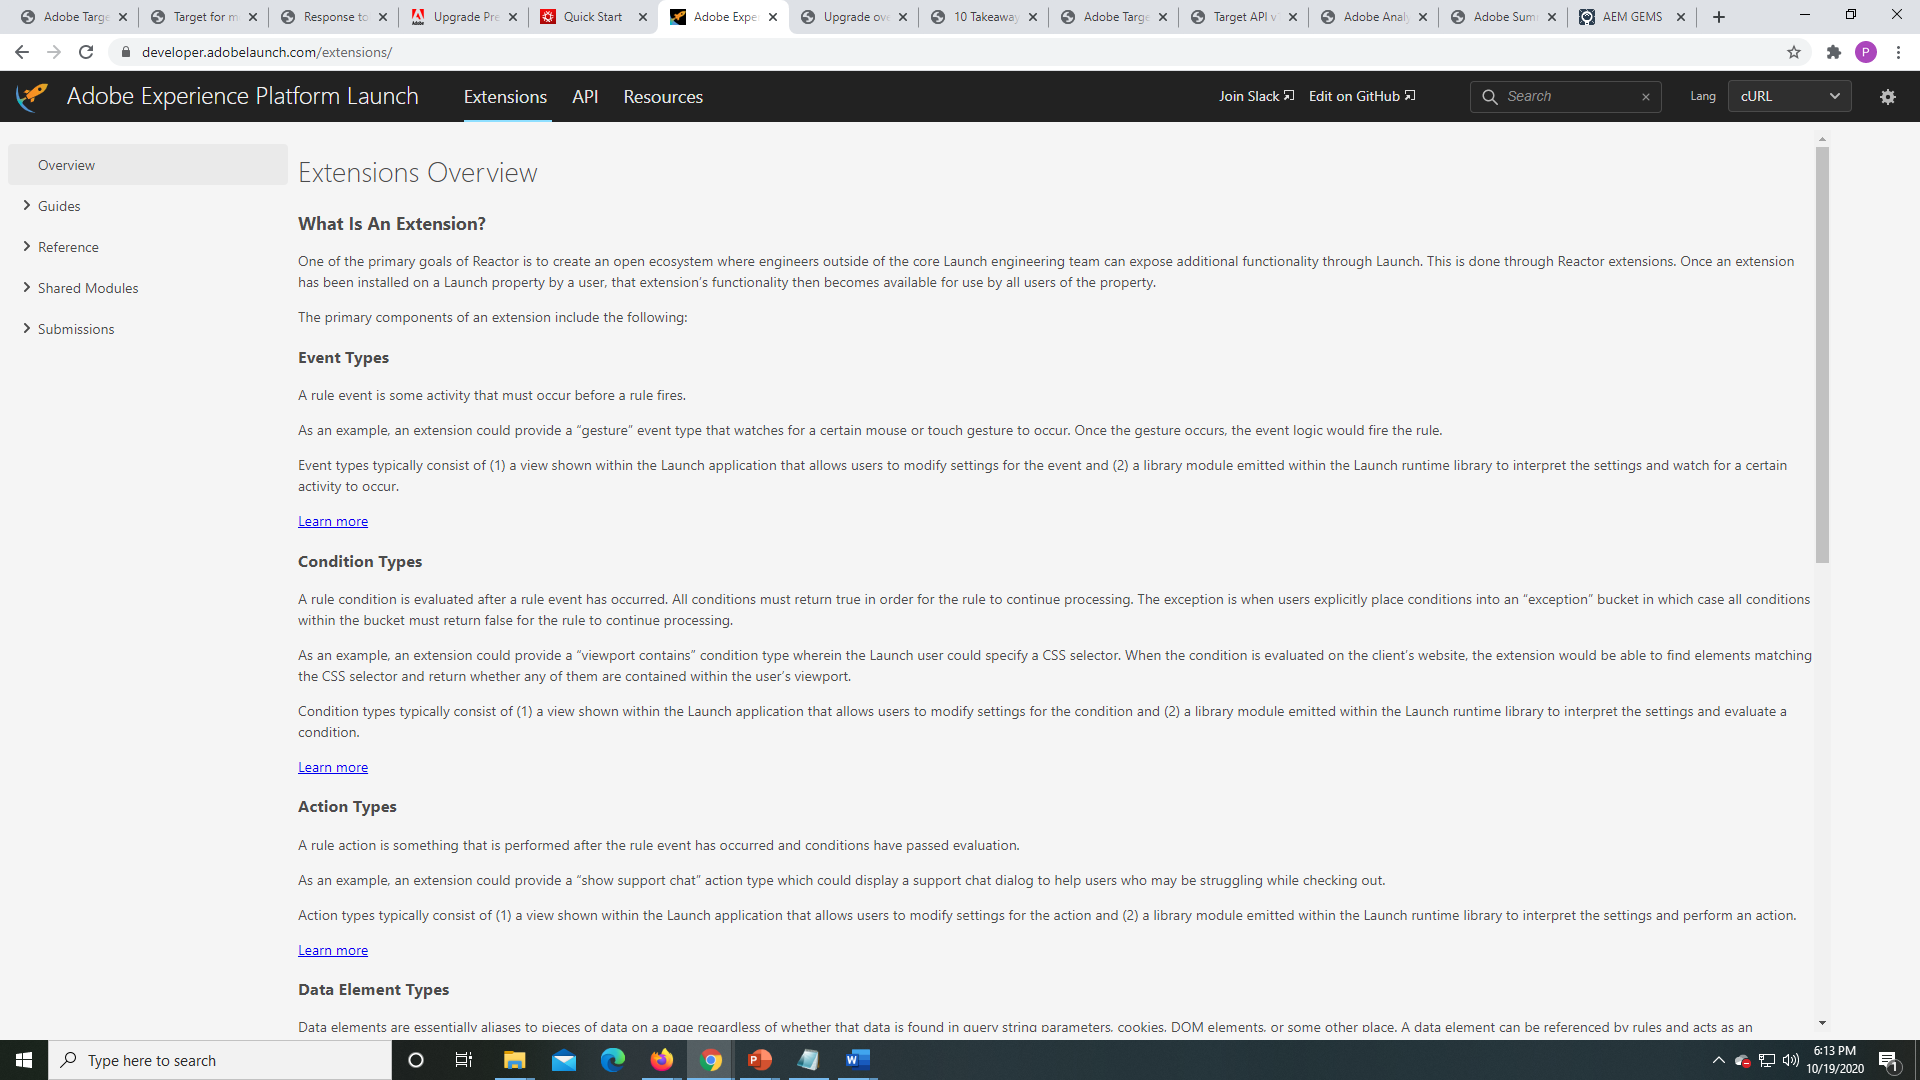 Adobe Targe
Target for m
Response to
Upgrade Pre
Quick Start
Adobe Expe
Upgrade ove
10 Takeaway
Adobe Targe
Target API v
Adobe Analy
Adobe Sum
AEM GEMS
developer.adobelaunch.com/extensions/
P
Adobe Experience Platform Launch
Extensions
API
Resources
Join Slack
Edit on GitHub
Search
Lang
cURL
Overview
Guides
Reference
Shared Modules
Submissions
Extensions Overview
What Is An Extension?
One of the primary goals of Reactor is to create an open ecosystem where engineers outside of the core Launch engineering team can expose additional functionality through Launch. This is done through Reactor extensions. Once an extension
has been installed on a Launch property by a user, that extension's functionality then becomes available for use by all users of the property.
The primary components of an extension include the following:
Event Types
A rule event is some activity that must occur before a rule fires.
As an example, an extension could provide a “gesture” event type that watches for a certain mouse or touch gesture to occur. Once the gesture occurs, the event logic would fire the rule.
Event types typically consist of (1) a view shown within the Launch application that allows users to modify settings for the event and (2) a library module emitted within the Launch runtime library to interpret the settings and watch for a certain
activity to occur.
Learn more
Condition Types
A rule condition is evaluated after a rule event has occurred. All conditions must return true in order for the rule to continue processing. The exception is when users explicitly place conditions into an “exception” bucket in which case all conditions
within the bucket must return false for the rule to continue processing.
As an example, an extension could provide a “viewport contains” condition type wherein the Launch user could specify a CSS selector. When the condition is evaluated on the client's website, the extension would be able to find elements matching
the CSS selector and return whether any of them are contained within the user's viewport.
Condition types typically consist of (1) a view shown within the Launch application that allows users to modify settings for the condition and (2) a library module emitted within the Launch runtime library to interpret the settings and evaluate a
condition.
Learn more
Action Types
A rule action is something that is performed after the rule event has occurred and conditions have passed evaluation.
As an example, an extension could provide a “show support chat” action type which could display a support chat dialog to help users who may be struggling while checking out.
Action types typically consist of (1) a view shown within the Launch application that allows users to modify settings for the action and (2) a library module emitted within the Launch runtime library to interpret the settings and perform an action.
Learn more
Data Element Types
Data elements are essentially aliases to pieces of data on a page regardless of whether that data is found in query string parameters, cookies, DOM elements, or some other place. A data element can be referenced by rules and acts as an
Type here to search
6:13 PM
10/19/2020
1